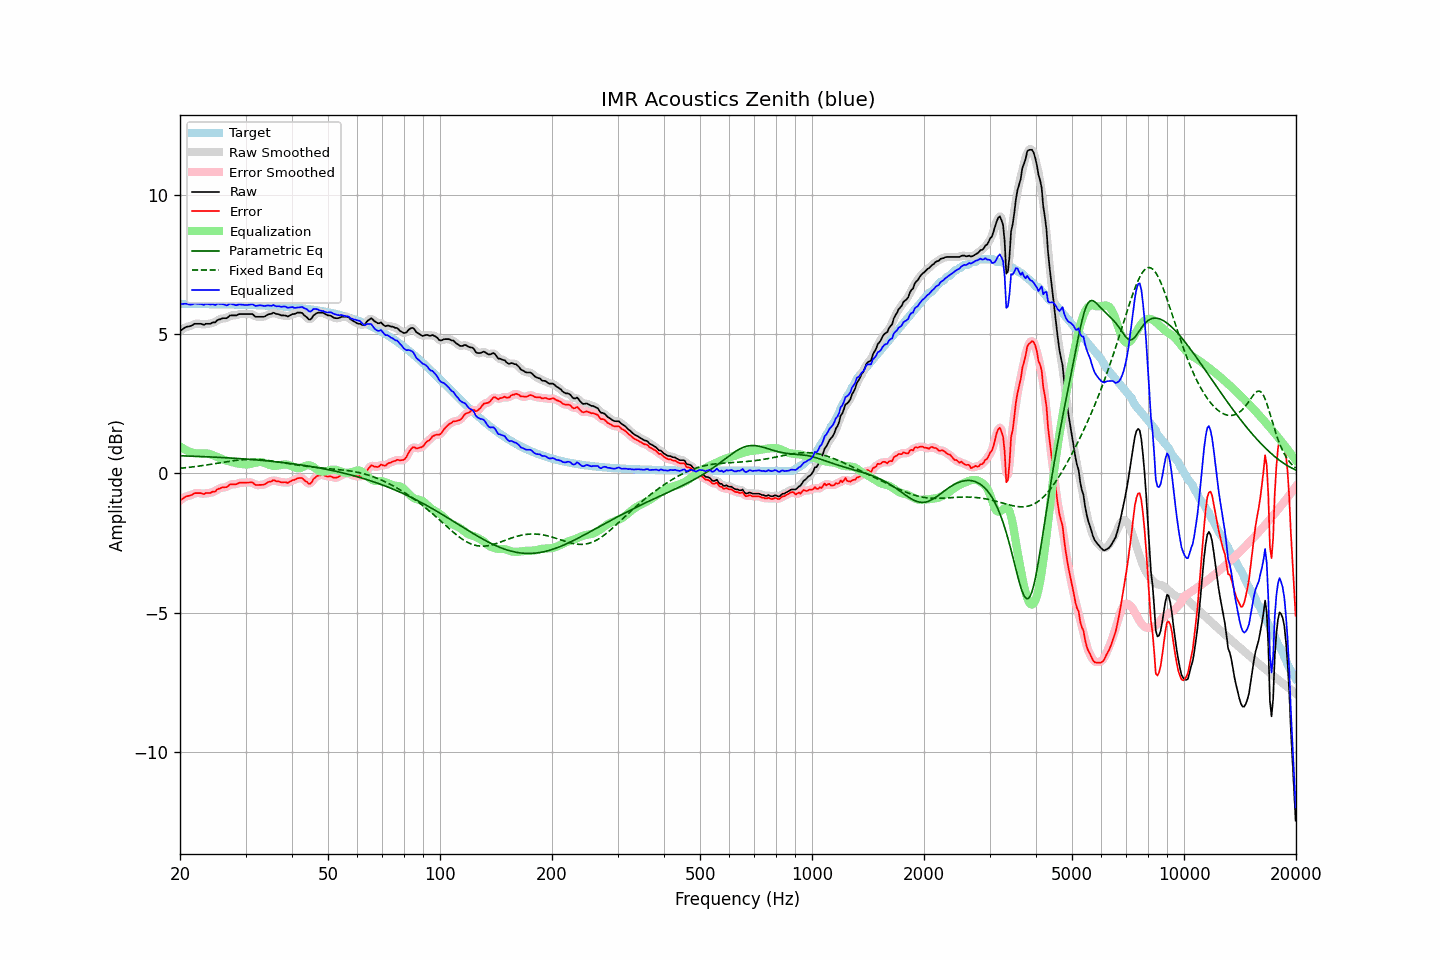 IMR Acoustics Zenith (blue)
Target
Raw Smoothed
Error Smoothed
Raw
Error
Equalization
Parametric Eq
Fixed Band Eq
Equalized
Amplitude (dBr)
10
5
0
−5
−10
20
50
100
200
500
1000
2000
5000
10000
20000
Frequency (Hz)